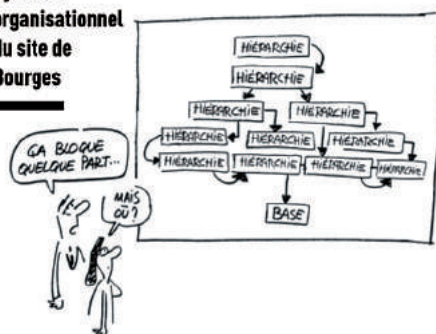 organisationnel
du site de
Bourges
HIÉRARCHIE
HIÉRARCHIE
HIÉRARCHIE HIÉRARCHIE
HIÉRARCHIE HIÉRARCHIE HIÉRARCHIE
HIÉRARCHIE HIÉRARCHIE HIÉRARCHIE HIÉRARCHIE
BASE
ÇA BLOQUE
QUELQUE PART...
MAIS
OÙ?